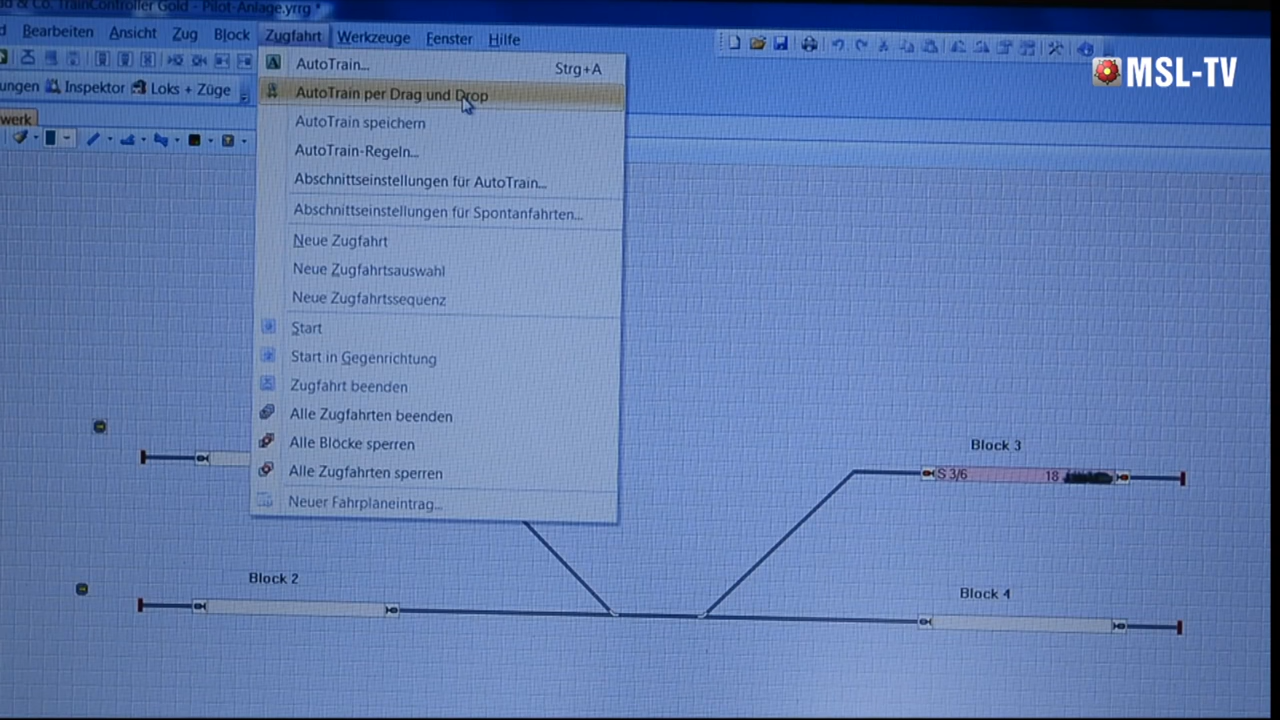 & Co. TrainController Gold - Pilot-Anlage.yrrg *
Bearbeiten Ansicht Zug Block Zugfahrt Werkzeuge Fenster Hilfe
MSL-TV
ungen Inspektor Loks + Züge
werk
AutoTrain... Strg+A
AutoTrain per Drag und Drop
AutoTrain speichern
AutoTrain-Regeln...
Abschnittseinstellungen für AutoTrain...
Abschnittseinstellungen für Spontanfahrten...
Neue Zugfahrt
Neue Zugfahrtsauswahl
Neue Zugfahrtssequenz
Start
Start in Gegenrichtung
Zugfahrt beenden
Alle Zugfahrten beenden
Alle Blöcke sperren
Alle Zugfahrten sperren
Neuer Fahrplaneintrag...
Block 3
S 3/6 18
Block 2
Block 4